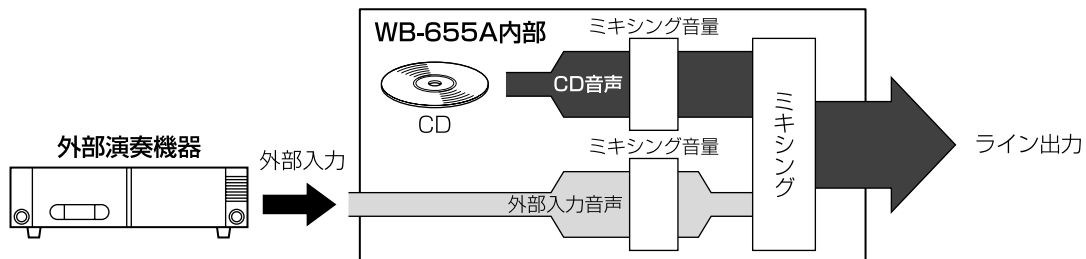 WB-655A内部
ミキシング音量
CD音声
CD
ミキシング
ライン出力
外部演奏機器
外部入力
ミキシング音量
外部入力音声